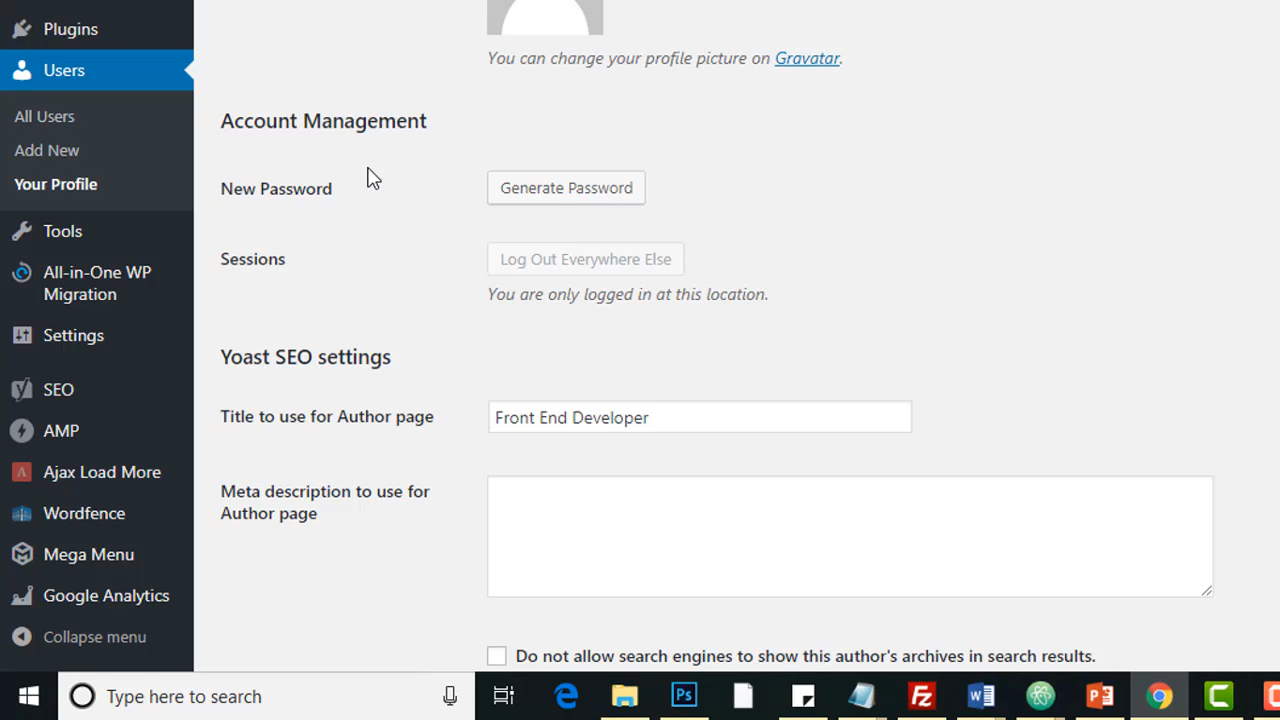 Plugins
Users
All Users
Add New
Your Profile
Tools
All-in-One WP
Migration
Settings
SEO
AMP
Ajax Load More
Wordfence
Mega Menu
Google Analytics
Collapse menu
You can change your profile picture on Gravatar.
Account Management
New Password
Generate Password
Sessions
Log Out Everywhere Else
You are only logged in at this location.
Yoast SEO settings
Title to use for Author page
Front End Developer
Meta description to use for
Author page
Do not allow search engines to show this author's archives in search results.
Type here to search